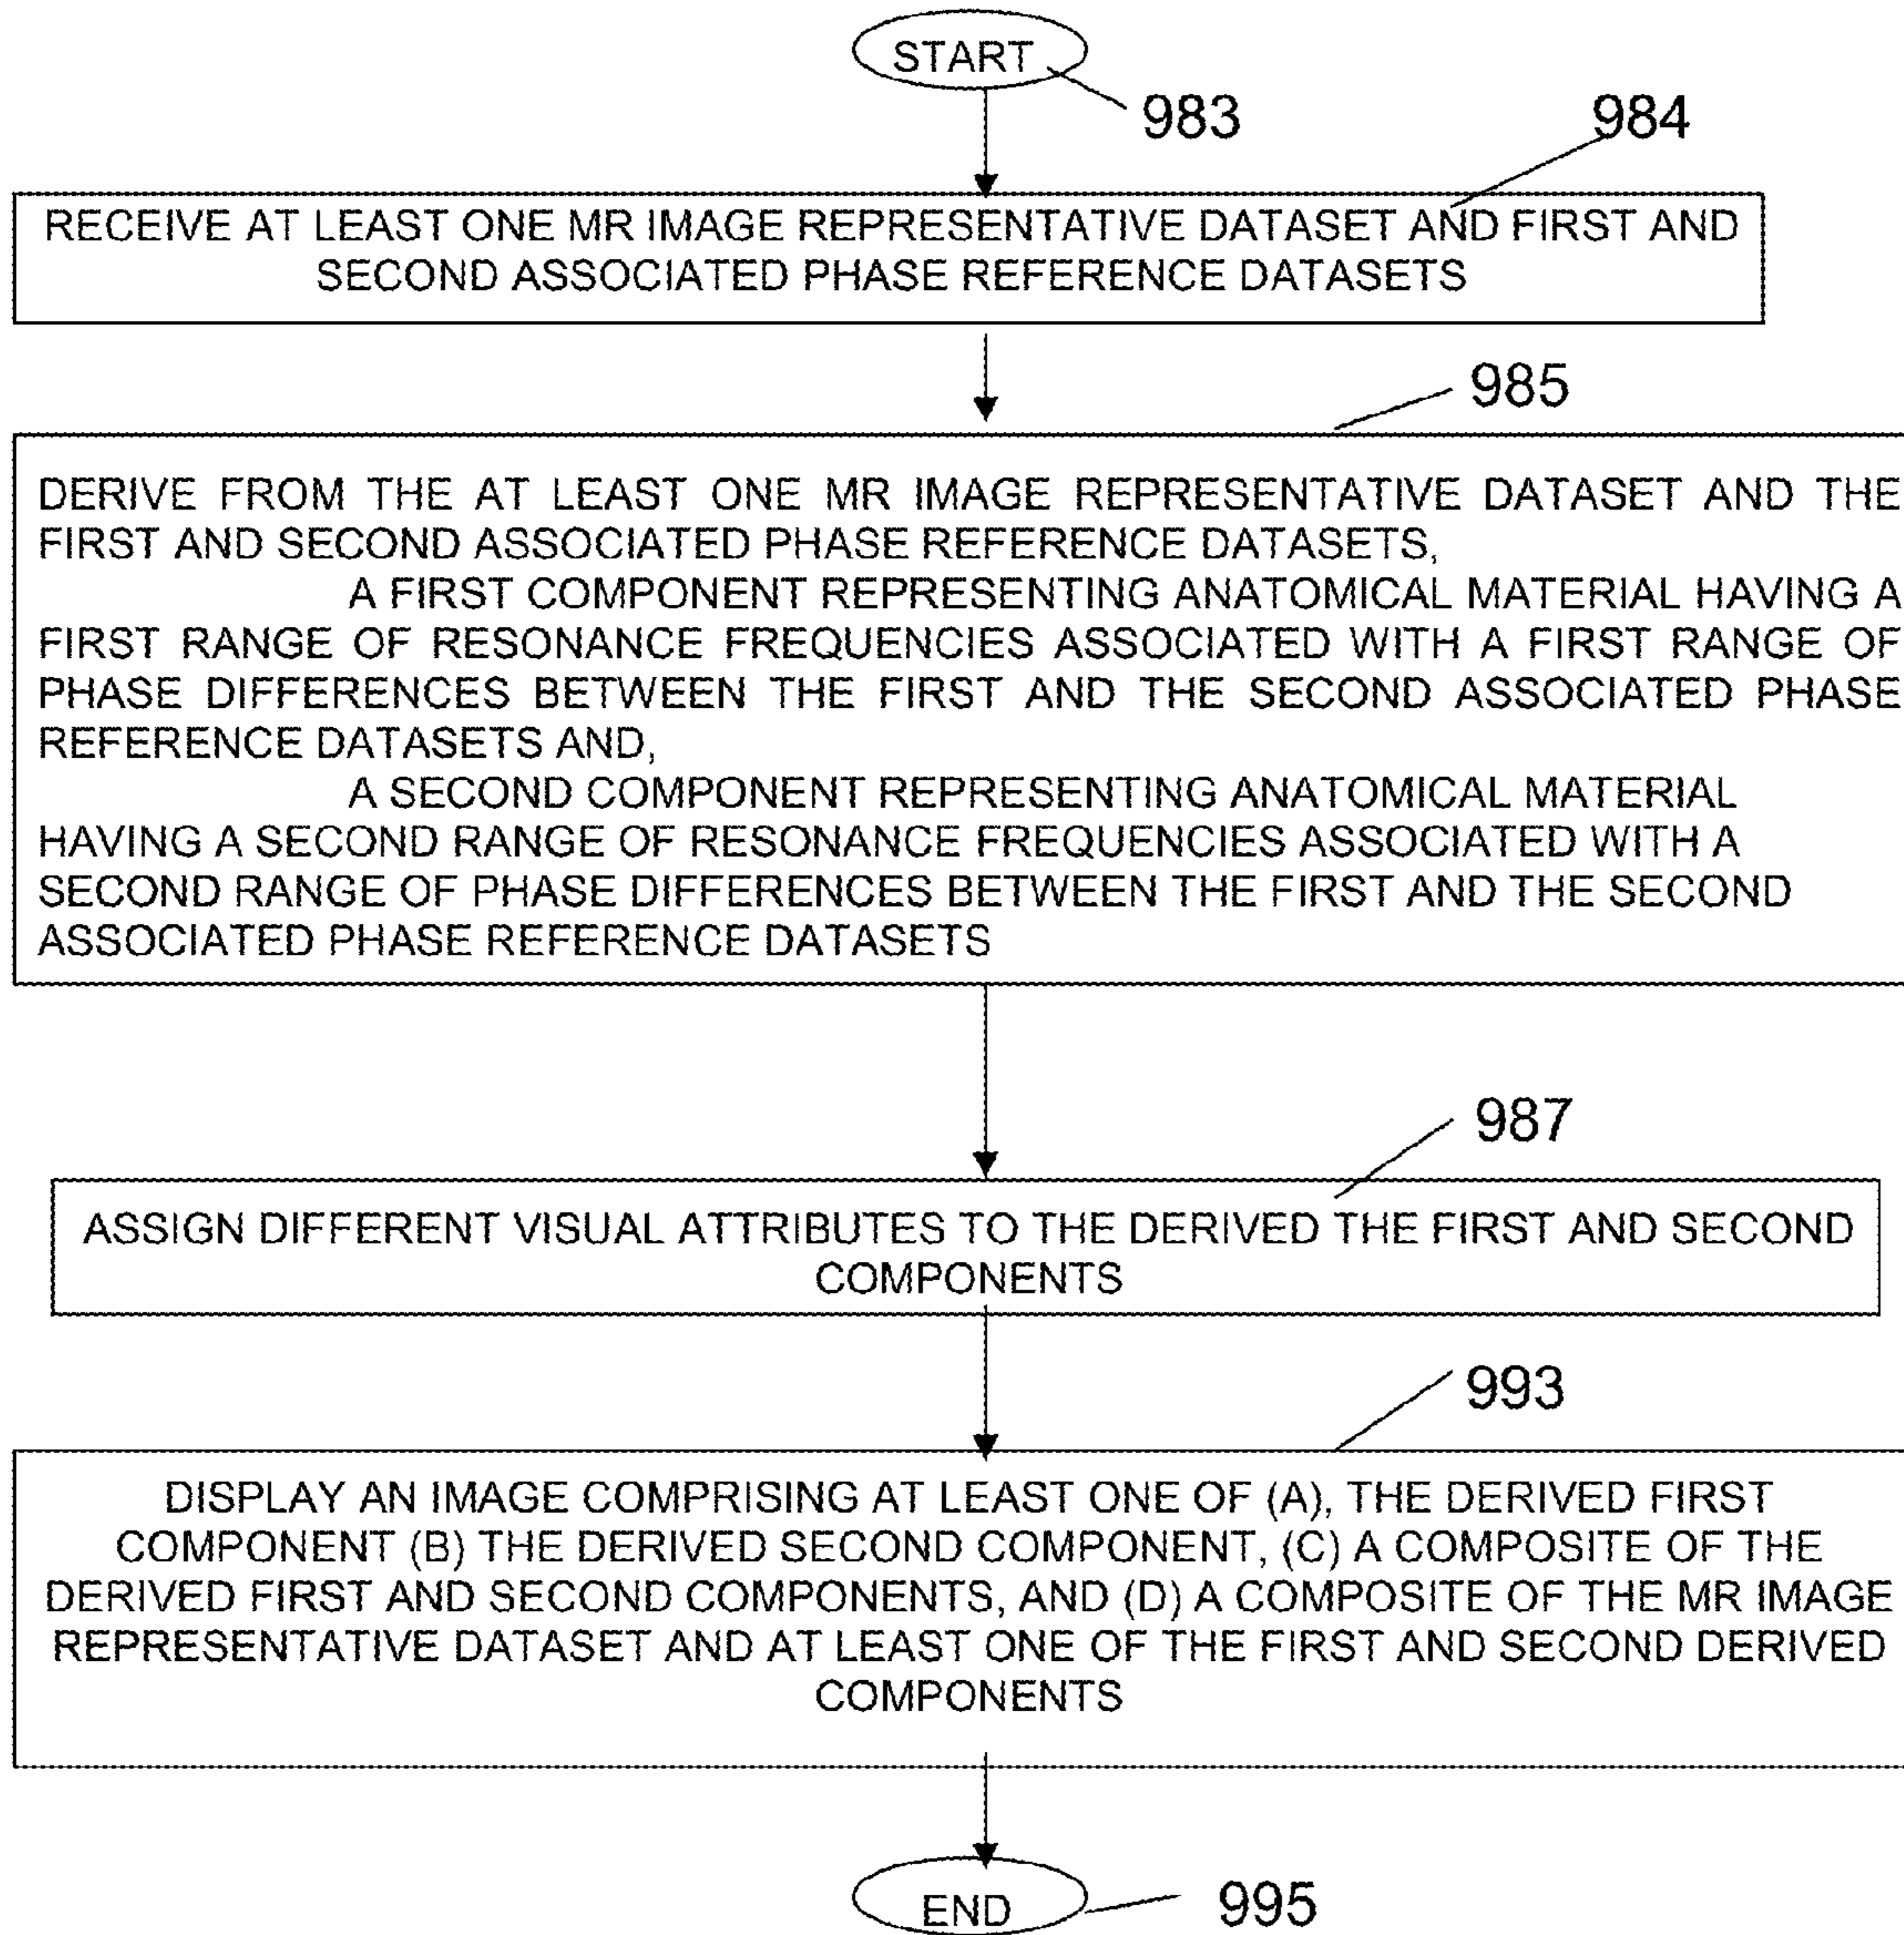 START
983
984
RECEIVE AT LEAST ONE MR IMAGE REPRESENTATIVE DATASET AND FIRST AND
SECOND ASSOCIATED PHASE REFERENCE DATASETS
985
DERIVE FROM THE AT LEAST ONE MR IMAGE REPRESENTATIVE DATASET AND THE
FIRST AND SECOND ASSOCIATED PHASE REFERENCE DATASETS,
A FIRST COMPONENT REPRESENTING ANATOMICAL MATERIAL HAVING A
FIRST RANGE OF RESONANCE FREQUENCIES ASSOCIATED WITH A FIRST RANGE OF
PHASE DIFFERENCES BETWEEN THE FIRST AND THE SECOND ASSOCIATED PHASE
REFERENCE DATASETS AND,
A SECOND COMPONENT REPRESENTING ANATOMICAL MATERIAL
HAVING A SECOND RANGE OF RESONANCE FREQUENCIES ASSOCIATED WITH A
SECOND RANGE OF PHASE DIFFERENCES BETWEEN THE FIRST AND THE SECOND
ASSOCIATED PHASE REFERENCE DATASETS
987
ASSIGN DIFFERENT VISUAL ATTRIBUTES TO THE DERIVED THE FIRST AND SECOND
COMPONENTS
993
DISPLAY AN IMAGE COMPRISING AT LEAST ONE OF (A), THE DERIVED FIRST
COMPONENT (B) THE DERIVED SECOND COMPONENT, (C) A COMPOSITE OF THE
DERIVED FIRST AND SECOND COMPONENTS, AND (D) A COMPOSITE OF THE MR IMAGE
REPRESENTATIVE DATASET AND AT LEAST ONE OF THE FIRST AND SECOND DERIVED
COMPONENTS
END
995